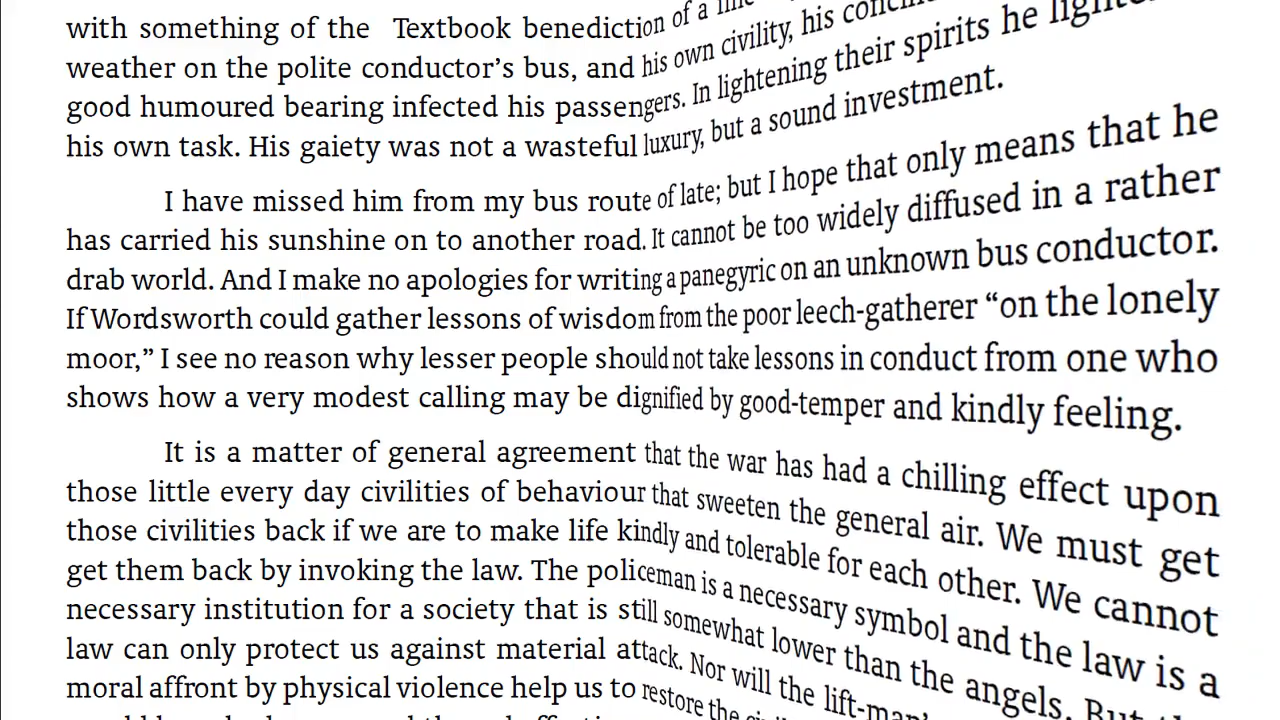 with something of the Textbook benediction of a
weather on the polite conductor’s bus, and his own civility, his
good humoured bearing infected his passengers. In lightening their spirits he
his own task. His gaiety was not a wasteful luxury, but a sound investment.
I have missed him from my bus route of late; but I hope that only means that he
has carried his sunshine on to another road. It cannot be too widely diffused in a rather
drab world. And I make no apologies for writing a panegyric on an unknown bus conductor.
If Wordsworth could gather lessons of wisdom from the poor leech-gatherer “on the lonely
moor,” I see no reason why lesser people should not take lessons in conduct from one who
shows how a very modest calling may be dignified by good-temper and kindly feeling.
It is a matter of general agreement that the war has had a chilling effect upon
those little every day civilities of behaviour that sweeten the general air. We must get
those civilities back if we are to make life kindly and tolerable for each other. We cannot
get them back by invoking the law. The policeman is a necessary symbol and the law is a
necessary institution for a society that is still somewhat lower than the angels. But
law can only protect us against material attack. Nor will the lift-man’
moral affront by physical violence help us to restore the